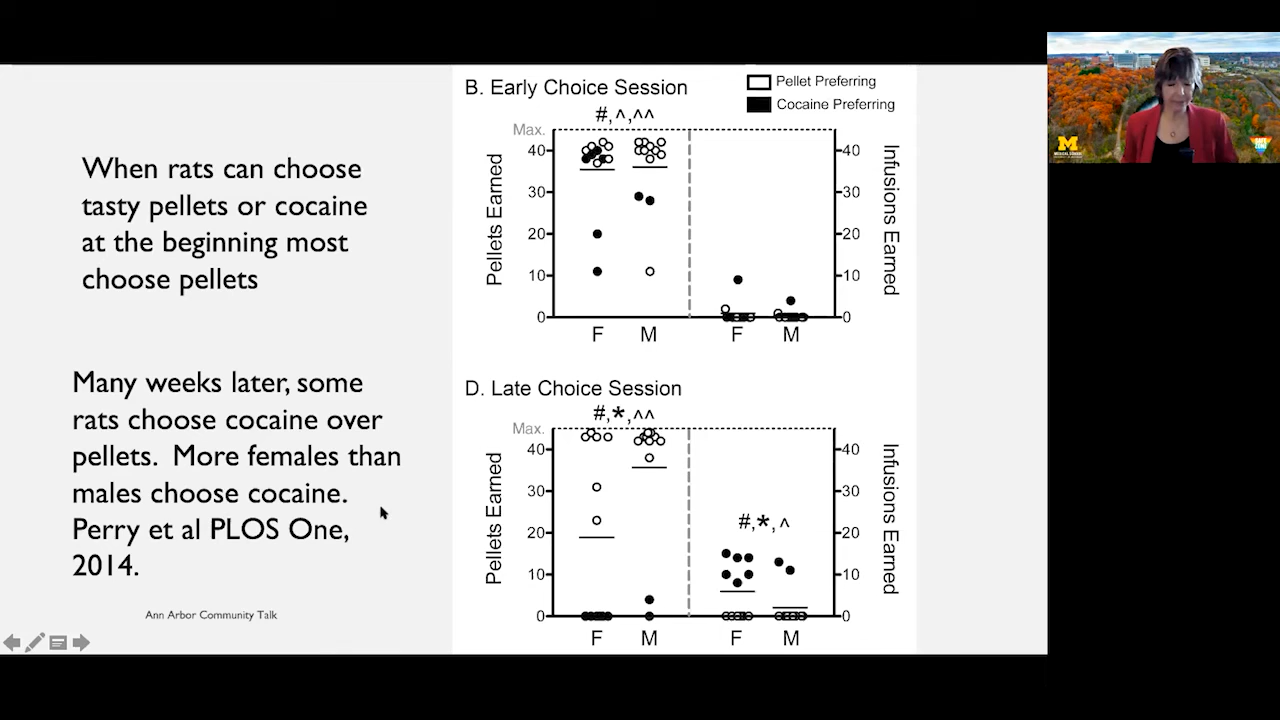 When rats can choose
tasty pellets or cocaine
at the beginning most
choose pellets
Many weeks later, some
rats choose cocaine over
pellets. More females than
males choose cocaine.
Perry et al PLOS One,
2014.
Ann Arbor Community Talk
B. Early Choice Session
Pellet Preferring
Cocaine Preferring
#,^,^^
Max.
40
30
20
10
0
Pellets Earned
F
M
F
M
40
30
20
10
0
Infusions Earned
D. Late Choice Session
#,*,^^
Max.
40
30
20
10
0
Pellets Earned
#,*,^
F
M
F
M
40
30
20
10
0
Infusions Earned
M